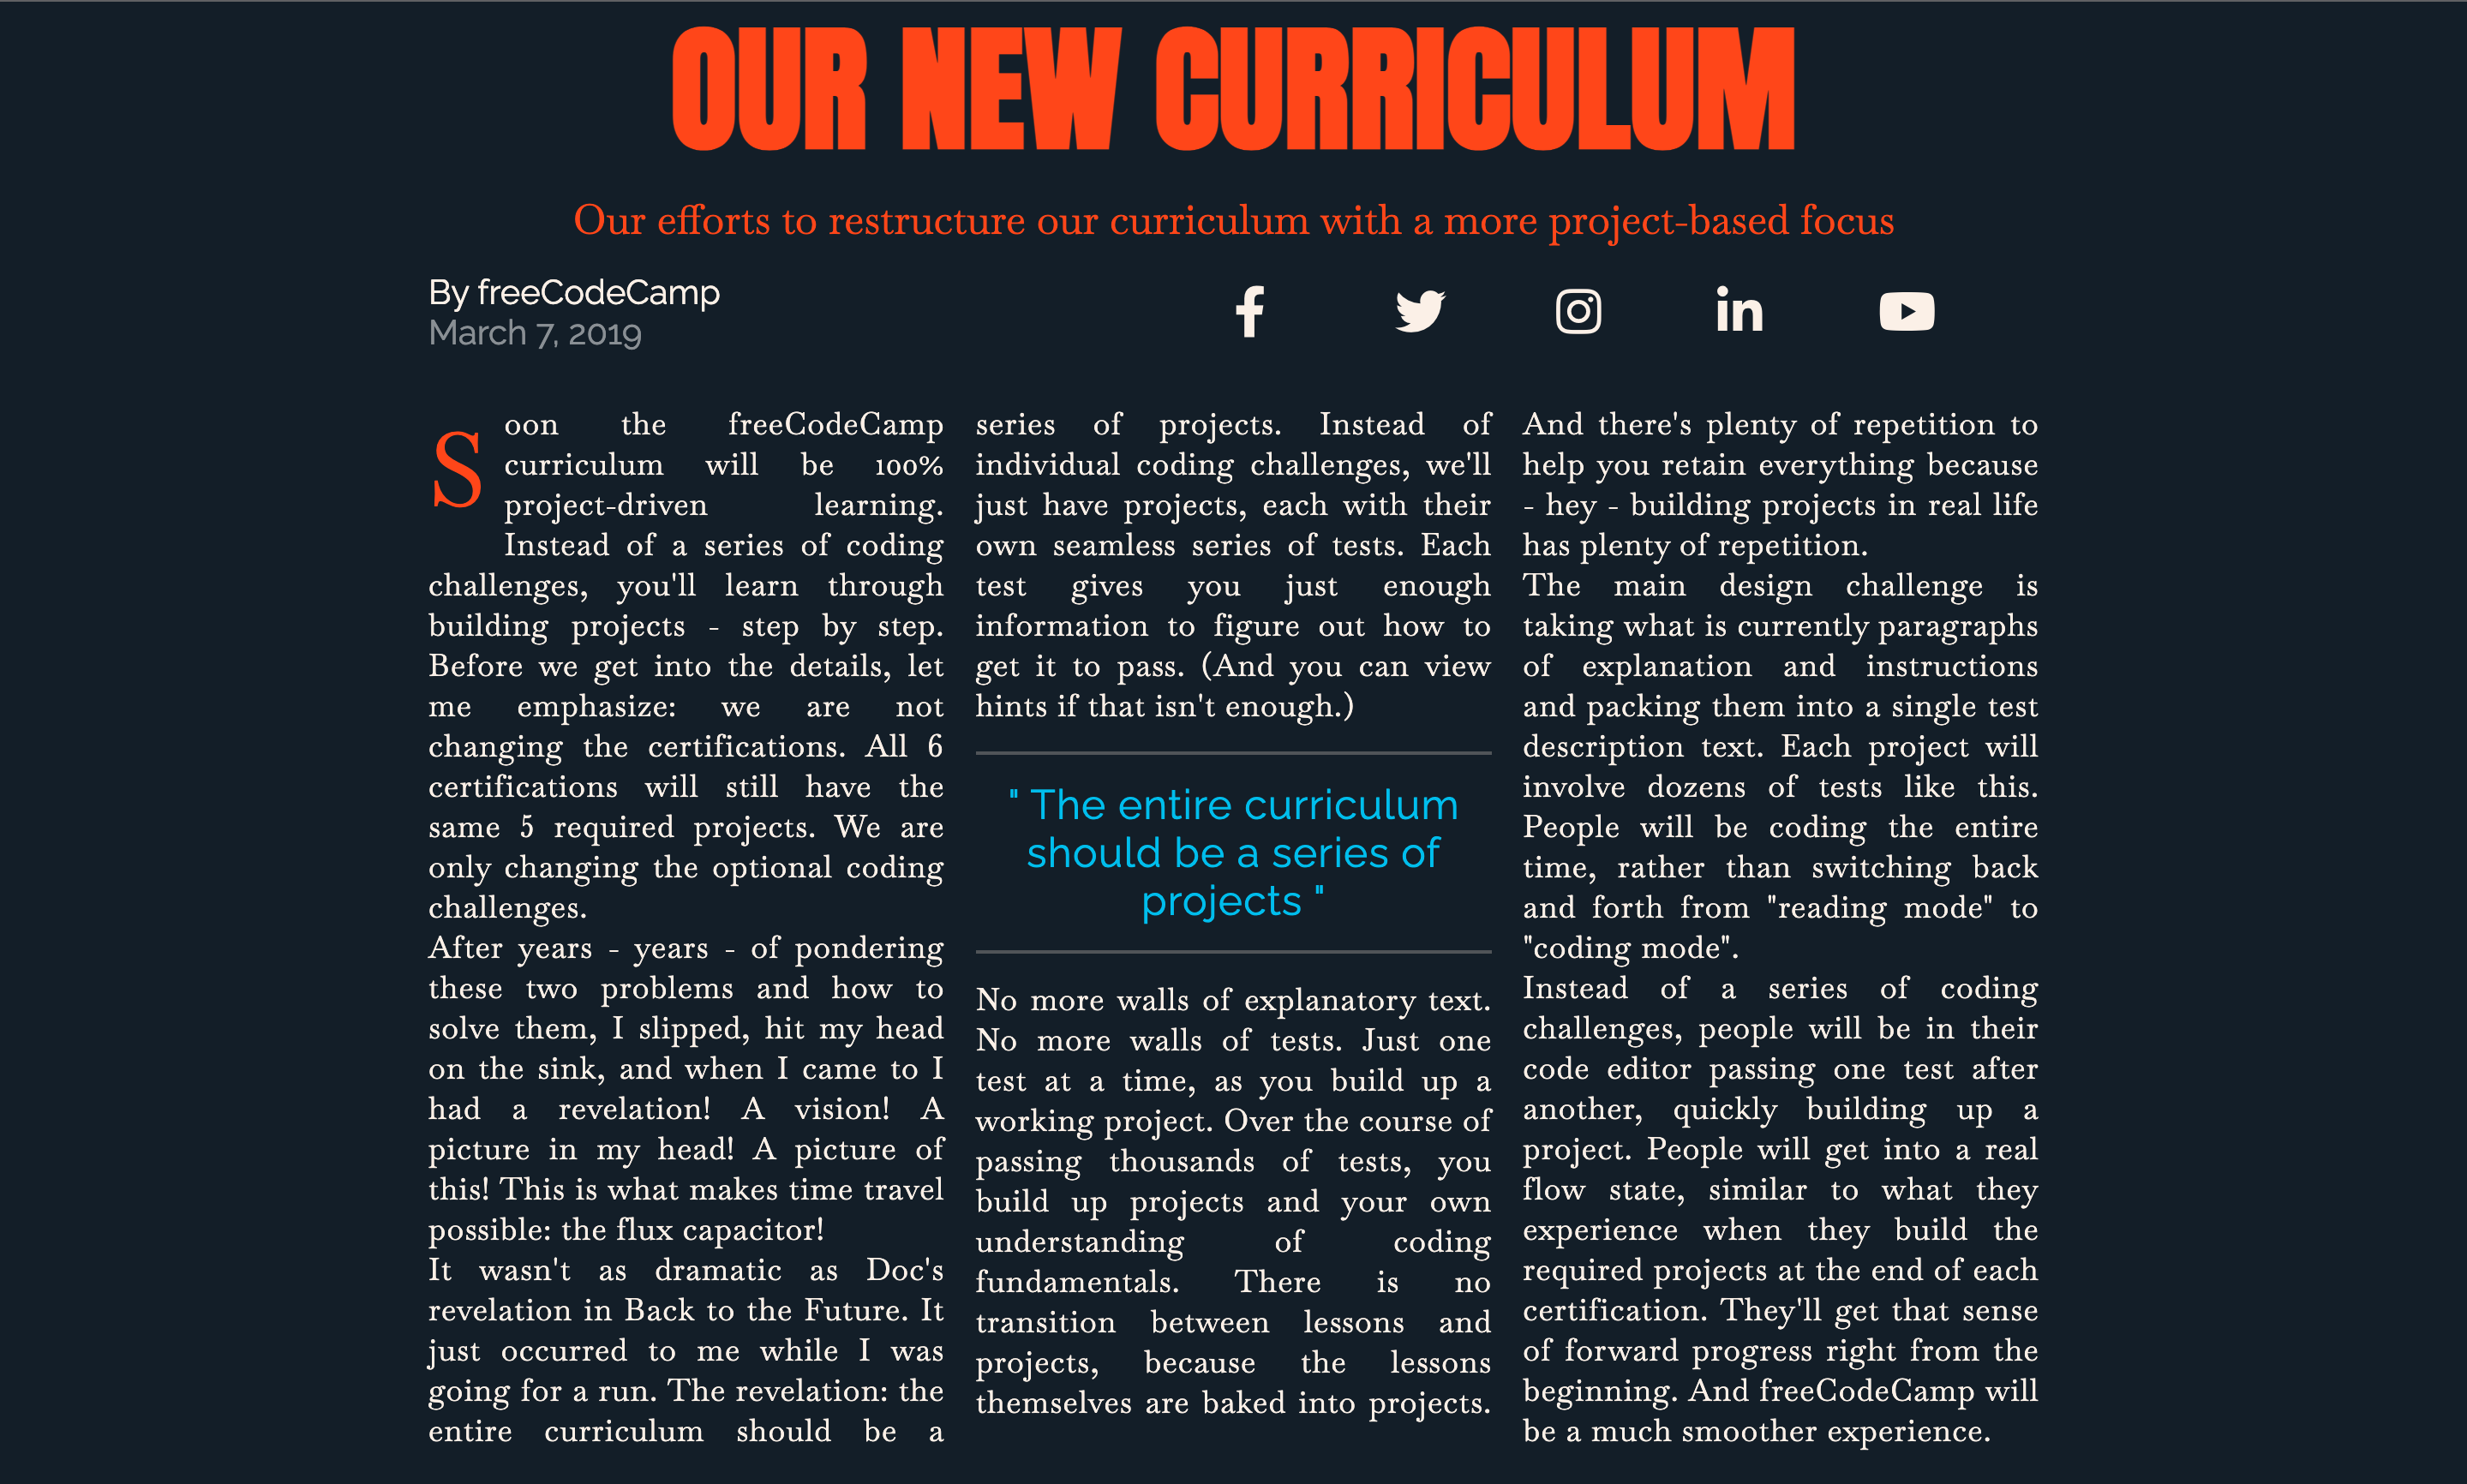 OUR NEW CURRICULUM
Our efforts to restructure our curriculum with a more project-based focus
By freeCodeCamp
March 7, 2019
Soon the freeCodeCamp
curriculum will be 100%
project-driven learning.
Instead of a series of coding
challenges, you'll learn through
building projects - step by step.
Before we get into the details, let
me emphasize: we are not
changing the certifications. All 6
certifications will still have the
same 5 required projects. We are
only changing the optional coding
challenges.
After years - years - of pondering
these two problems and how to
solve them, I slipped, hit my head
on the sink, and when I came to I
had a revelation! A vision! A
picture in my head! A picture of
this! This is what makes time travel
possible: the flux capacitor!
It wasn't as dramatic as Doc's
revelation in Back to the Future. It
just occurred to me while I was
going for a run. The revelation: the
entire curriculum should be a
series of projects. Instead of
individual coding challenges, we'll
just have projects, each with their
own seamless series of tests. Each
test gives you just enough
information to figure out how to
get it to pass. (And you can view
hints if that isn't enough.)
" The entire curriculum
should be a series of
projects "
No more walls of explanatory text.
No more walls of tests. Just one
test at a time, as you build up a
working project. Over the course of
passing thousands of tests, you
build up projects and your own
understanding of coding
fundamentals. There is no
transition between lessons and
projects, because the lessons
themselves are baked into projects.
And there's plenty of repetition to
help you retain everything because
- hey - building projects in real life
has plenty of repetition.
The main design challenge is
taking what is currently paragraphs
of explanation and instructions
and packing them into a single test
description text. Each project will
involve dozens of tests like this.
People will be coding the entire
time, rather than switching back
and forth from "reading mode" to
"coding mode".
Instead of a series of coding
challenges, people will be in their
code editor passing one test after
another, quickly building up a
project. People will get into a real
flow state, similar to what they
experience when they build the
required projects at the end of each
certification. They'll get that sense
of forward progress right from the
beginning. And freeCodeCamp will
be a much smoother experience.